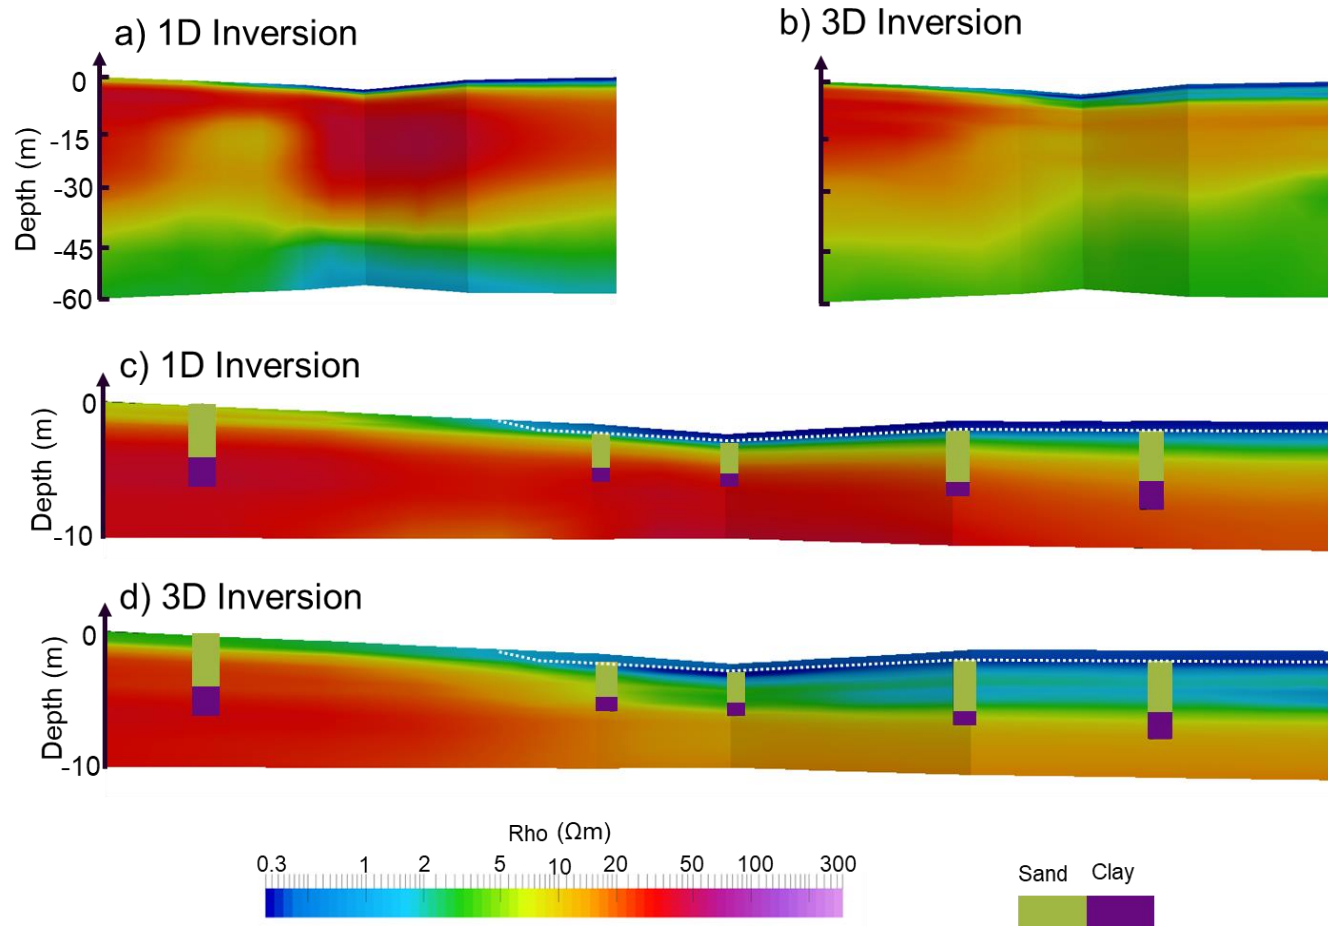 a) 1D Inversion
b) 3D Inversion
Depth (m)
0
-15
-30
-45
-60
c) 1D Inversion
Depth (m)
0
-10
d) 3D Inversion
Depth (m)
0
-10
Rho (Ωm)
0.3 1 2 5 10 20 50 100 300
Sand Clay